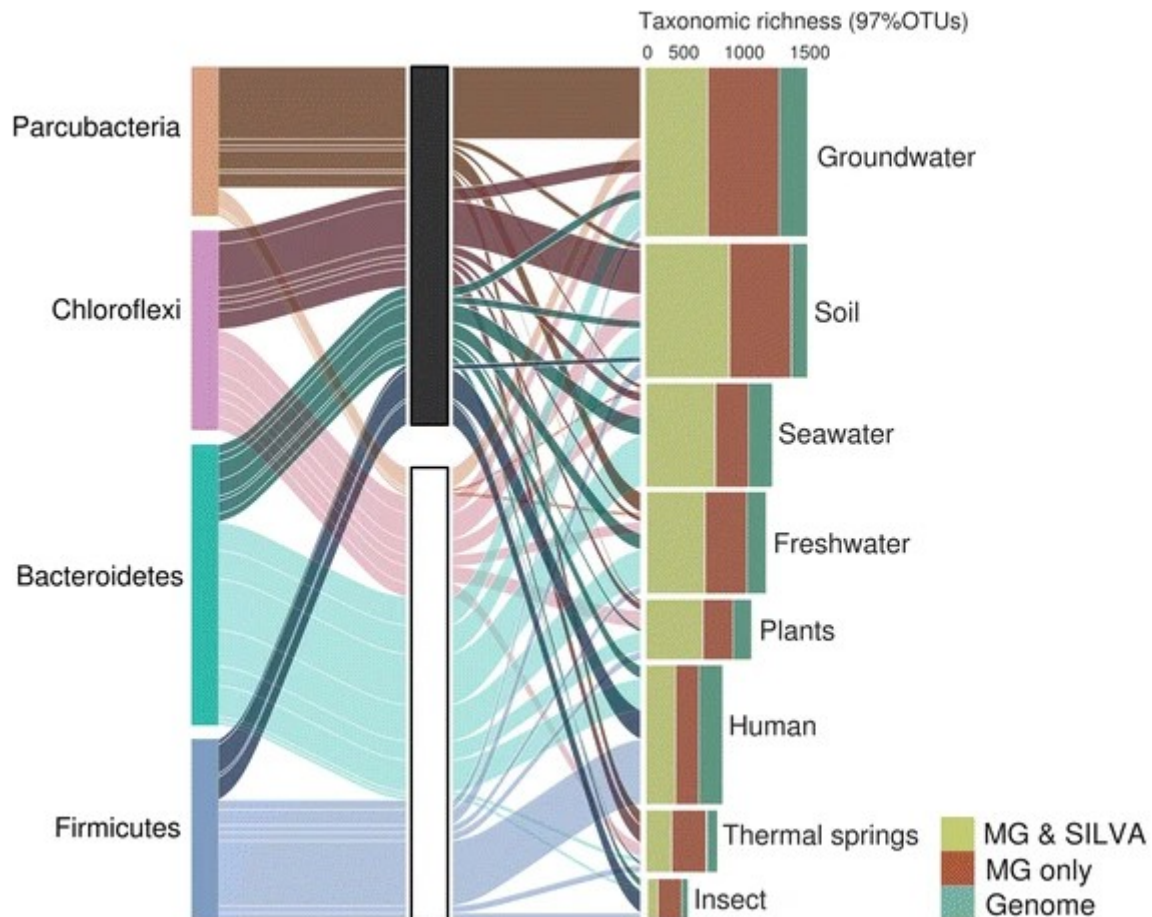 Taxonomic richness (97%OTUs)
0 500 1000 1500
Parcubacteria
Chloroflexi
Bacteroidetes
Firmicutes
Groundwater
Soil
Seawater
Freshwater
Plants
Human
Thermal springs
Insect
MG & SILVA
MG only
Genome